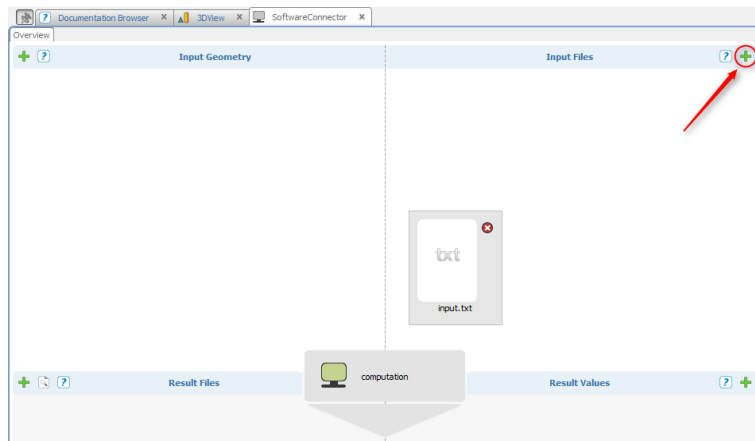 ? Documentation Browser x 3DView x SoftwareConnector x
Overview
? Input Geometry Input Files ?
txt
input.txt
computation
? Result Files Result Values ?